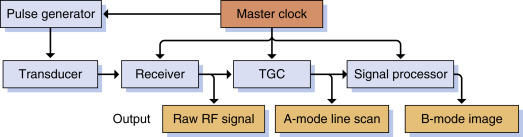 Pulse generator
Master clock
Transducer
Receiver
TGC
Signal processor
Output
Raw RF signal
A-mode line scan
B-mode image